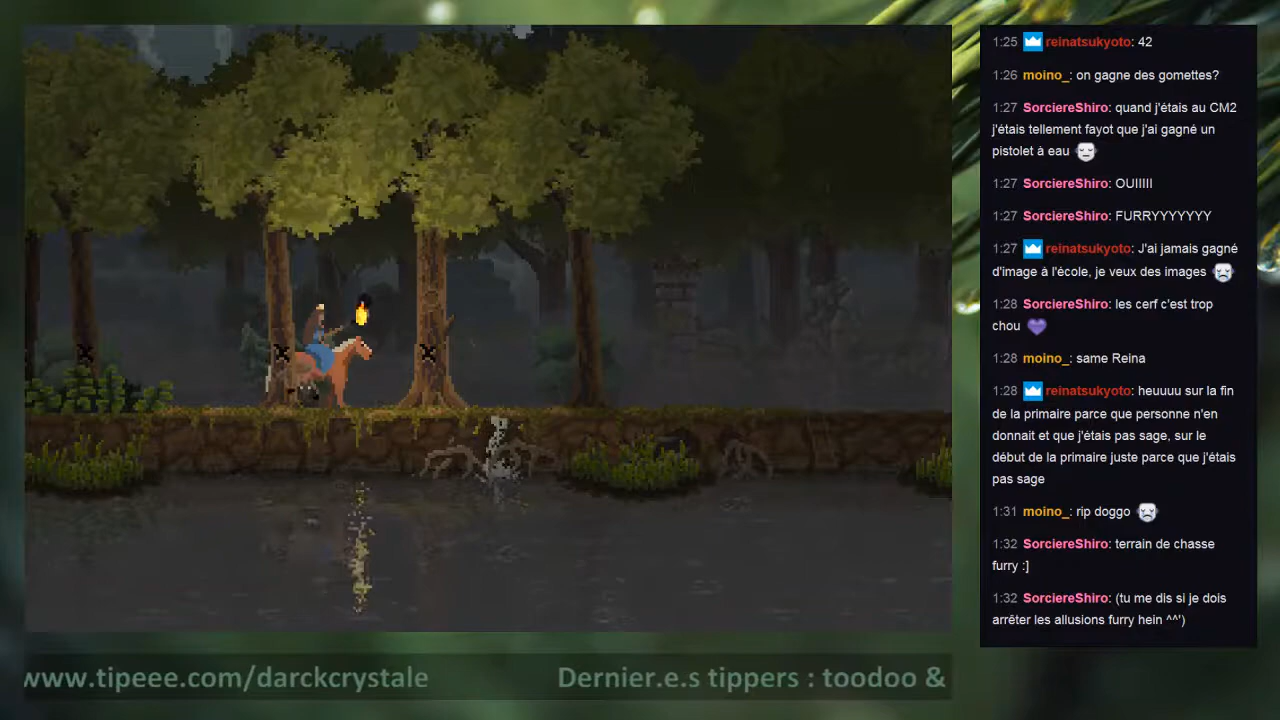 1:25 reinatsukyoto: 42
1:26 moino_: on gagne des gomettes?
1:27 SorciereShiro: quand j'étais au CM2
j'étais tellement fayot que j'ai gagné un
pistolet à eau
1:27 SorciereShiro: OUIIIII
1:27 SorciereShiro: FURRYYYYYYY
1:27 reinatsukyoto: J'ai jamais gagné
d'image à l'école, je veux des images
1:28 SorciereShiro: les cerf c'est trop
chou
1:28 moino_: same Reina
1:28 reinatsukyoto: heuuuu sur la fin
de la primaire parce que personne n'en
donnait et que j'étais pas sage, sur le
début de la primaire juste parce que j'étais
pas sage
1:31 moino_: rip doggo
1:32 SorciereShiro: terrain de chasse
furry :]
1:32 SorciereShiro: (tu me dis si je dois
arrêter les allusions furry hein ^^')
www.tipeee.com/darckcrystale Dernier.e.s tippers : toodoo &